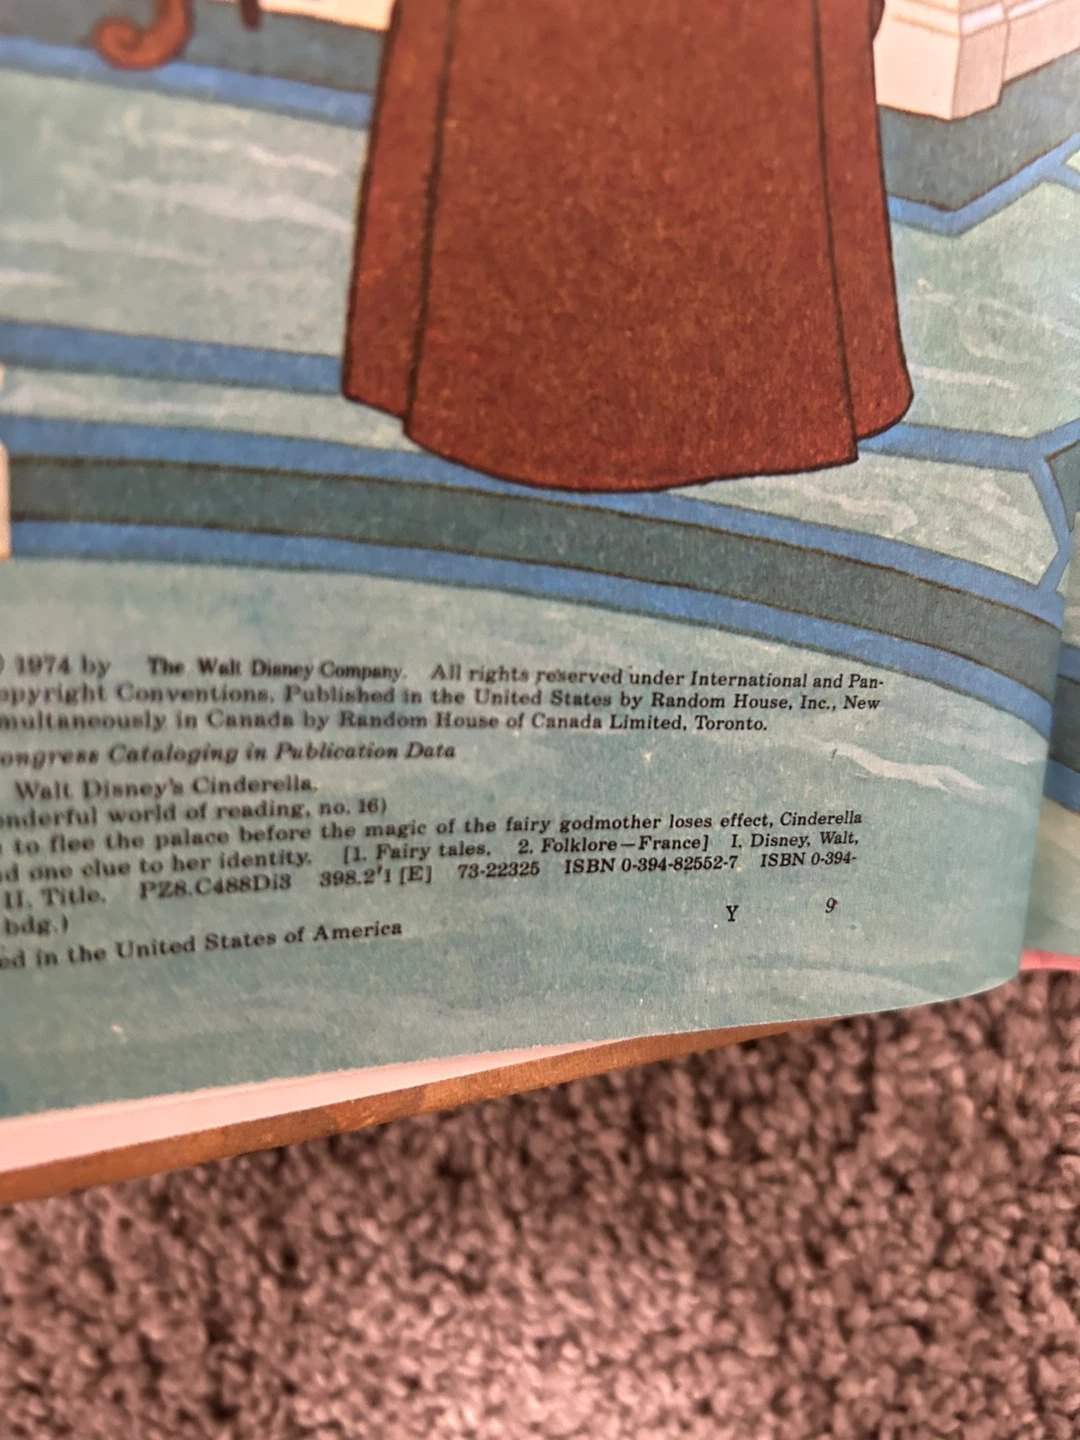 1974 by The Walt Disney Company. All rights reserved under International and Pan-
opyright Conventions. Published in the United States by Random House, Inc., New
multaneously in Canada by Random House of Canada Limited, Toronto.
ongress Cataloging in Publication Data
Walt Disney's Cinderella.
nderful world of reading, no. 16)
to flee the palace before the magic of the fairy godmother loses effect, Cinderella
d one clue to her identity. [1. Fairy tales. 2. Folklore—France] I. Disney, Walt,
II. Title. PZ8.C488Di3 398.2'1 [E] 73-22325 ISBN 0-394-82552-7 ISBN 0-394-
bdg.)
ed in the United States of America
Y 9